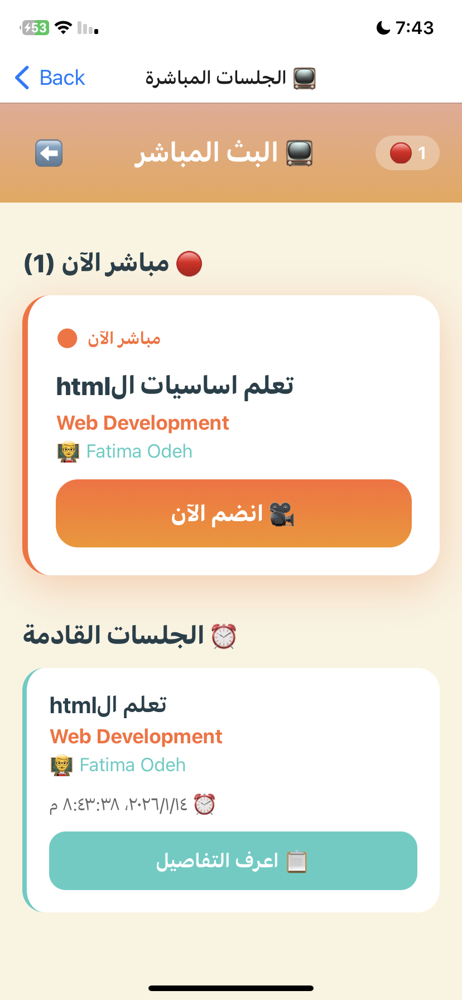 53
7:43
Back
الجلسات المباشرة
البث المباشر
1
مباشر الآن (1)
مباشر الآن
تعلم اساسيات الhtml
Web Development
Fatima Odeh
انضم الآن
الجلسات القادمة
تعلم الhtml
Web Development
Fatima Odeh
١٤‏/١‏/٢٠٢٦، ٨:٤٣:٣٨ م
اعرف التفاصيل